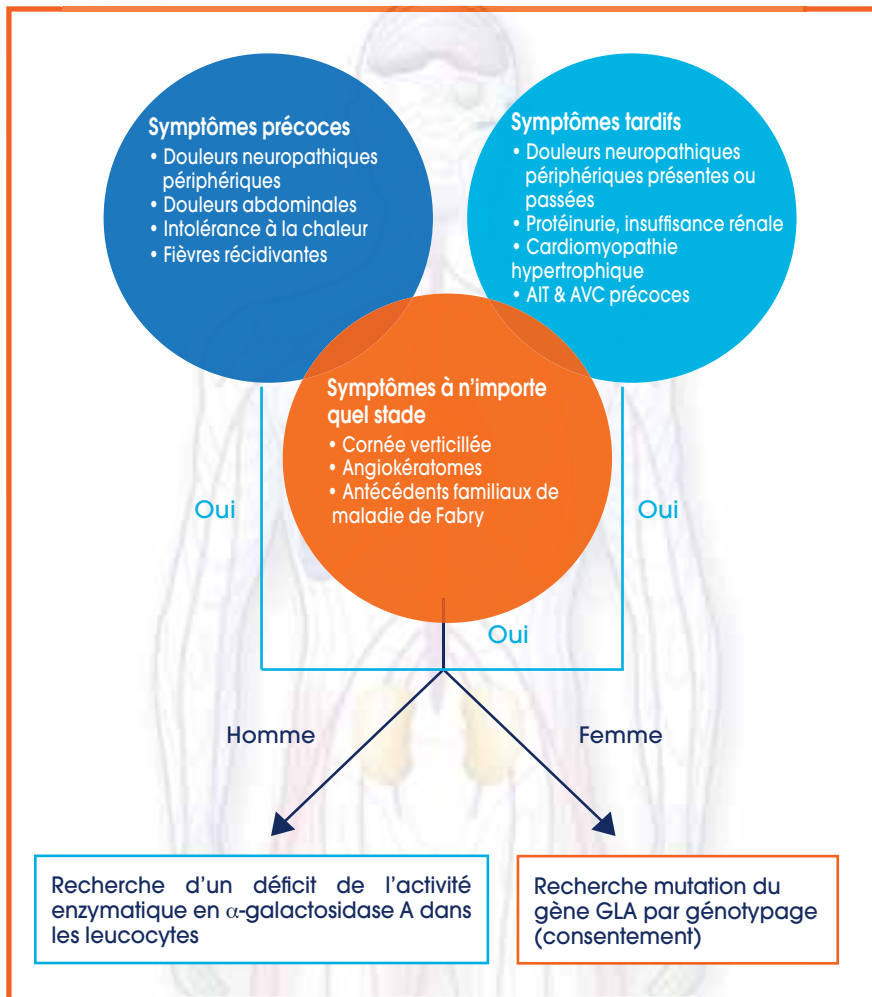 Symptômes précoces
• Douleurs neuropathiques
périphériques
• Douleurs abdominales
• Intolérance à la chaleur
• Fièvres récidivantes
Symptômes tardifs
• Douleurs neuropathiques
périphériques présentes ou
passées
• Protéinurie, insuffisance rénale
• Cardiomyopathie
hypertrophique
• AIT & AVC précoces
Symptômes à n'importe
quel stade
• Cornée verticillée
• Angiokératomes
• Antécédents familiaux de
maladie de Fabry
Oui
Oui
Oui
Homme
Femme
Recherche d'un déficit de l'activité
enzymatique en α-galactosidase A dans
les leucocytes
Recherche mutation du
gène GLA par génotypage
(consentement)